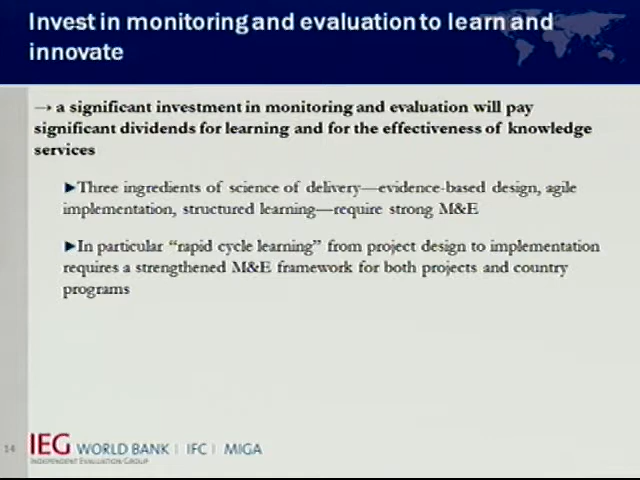 Invest in monitoring and evaluation to learn and
innovate
→ a significant investment in monitoring and evaluation will pay
significant dividends for learning and for the effectiveness of knowledge
services
►Three ingredients of science of delivery—evidence-based design, agile
implementation, structured learning—require strong M&E
►In particular “rapid cycle learning” from project design to implementation
requires a strengthened M&E framework for both projects and country
programs
14
IEG WORLD BANK | IFC | MIGA
INDEPENDENT EVALUATION GROUP